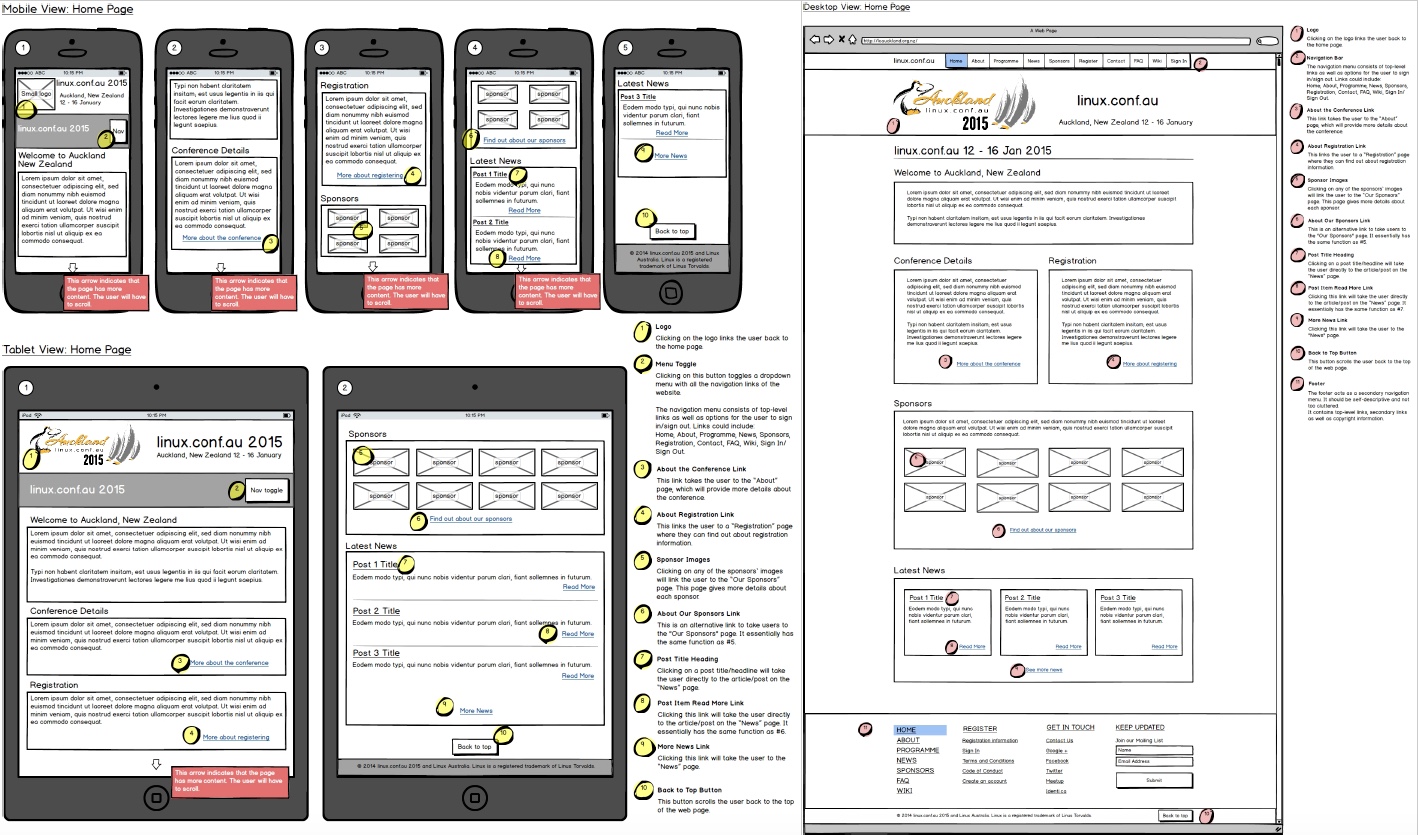 Mobile View: Home Page
1
ABC 10:15 PM
Small logo
linux.conf.au 2015
Auckland, New Zealand
12 - 16 January
linux.conf.au
Nav
2
Welcome to Auckland
New Zealand
Lorem ipsum dolor sit amet,
consectetuer adipiscing elit,
sed diam nonummy nibh
euismod tincidunt ut laoreet
dolore magna aliquam erat
volutpat. Ut wisi enim ad
minim veniam, quis nostrud
exerci tation ullamcorper
suscipit lobortis nisl ut
aliquip ex ea commodo
consequat.
This arrow indicates that
the page has more
content. The user will have
to scroll.
2
ABC 10:15 PM
Typi non habent claritatem
insitam, est usus legentis in iis qui
facit eorum claritatem.
Investigationes demonstraverunt
lectores legere me lius quod ii
legunt saepius.
Conference Details
Lorem ipsum dolor sit amet,
consectetuer adipiscing elit, sed
diam nonummy nibh euismod
tincidunt ut laoreet dolore magna
aliquam erat volutpat. Ut wisi enim
ad minim veniam, quis nostrud
exerci tation ullamcorper suscipit
lobortis nisl ut aliquip ex ea
commodo consequat.
More about the conference
3
This arrow indicates that
the page has more
content. The user will have
to scroll.
3
ABC 10:15 PM
Registration
Lorem ipsum dolor sit amet,
consectetuer adipiscing elit, sed
diam nonummy nibh euismod
tincidunt ut laoreet dolore magna
aliquam erat volutpat. Ut wisi enim
ad minim veniam, quis nostrud
exerci tation ullamcorper suscipit
lobortis nisl ut aliquip ex ea
commodo consequat.
More about registering
4
Sponsors
sponsor sponsor
sponsor sponsor
This arrow indicates that
the page has more
content. The user will have
to scroll.
4
ABC 10:15 PM
sponsor sponsor
sponsor sponsor
6
Find out about our sponsors
Latest News
Post 1 Title
7
Eodem modo typi, qui nunc
nobis videntur parum clari, fiant
sollemnes in futurum.
Read More
Post 2 Title
Eodem modo typi, qui nunc
nobis videntur parum clari, fiant
sollemnes in futurum.
8
Read More
This arrow indicates that
the page has more
content. The user will have
to scroll.
5
ABC 10:15 PM
Latest News
Post 3 Title
Eodem modo typi, qui nunc nobis
videntur parum clari, fiant
sollemnes in futurum.
Read More
More News
10
Back to top
© 2014 linux.conf.au 2015 and Linux
Australia. Linux is a registered
trademark of Linus Torvalds.
Tablet View: Home Page
1
iPod 10:15 PM
Auckland
linux.conf.au
2015
1
linux.conf.au 2015
Auckland, New Zealand 12 - 16 January
linux.conf.au 2015
2
Nav toggle
Welcome to Auckland, New Zealand
Lorem ipsum dolor sit amet, consectetuer adipiscing elit, sed diam nonummy nibh
euismod tincidunt ut laoreet dolore magna aliquam erat volutpat. Ut wisi enim ad
minim veniam, quis nostrud exerci tation ullamcorper suscipit lobortis nisl ut aliquip ex
ea commodo consequat.
Typi non habent claritatem insitam, est usus legentis in iis qui facit eorum claritatem.
Investigationes demonstraverunt lectores legere me lius quod ii legunt saepius.
Conference Details
Lorem ipsum dolor sit amet, consectetuer adipiscing elit, sed diam nonummy nibh
euismod tincidunt ut laoreet dolore magna aliquam erat volutpat. Ut wisi enim ad
minim veniam, quis nostrud exerci tation ullamcorper suscipit lobortis nisl ut aliquip ex
ea commodo consequat.
3
More about the conference
Registration
Lorem ipsum dolor sit amet, consectetuer adipiscing elit, sed diam nonummy nibh
euismod tincidunt ut laoreet dolore magna aliquam erat volutpat. Ut wisi enim ad
minim veniam, quis nostrud exerci tation ullamcorper suscipit lobortis nisl ut aliquip ex
ea commodo consequat.
4
More about registering
This arrow indicates that the page
has more content. The user will
have to scroll.
2
iPod 10:15 PM
Sponsors
sponsor sponsor sponsor sponsor
sponsor sponsor sponsor sponsor
6
Find out about our sponsors
Latest News
Post 1 Title
7
Eodem modo typi, qui nunc nobis videntur parum clari, fiant sollemnes in futurum.
Read More
Post 2 Title
Eodem modo typi, qui nunc nobis videntur parum clari, fiant sollemnes in futurum.
8
Read More
Post 3 Title
Eodem modo typi, qui nunc nobis videntur parum clari, fiant sollemnes in futurum.
Read More
9
More News
10
Back to top
© 2014 linux.conf.au 2015 and Linux Australia. Linux is a registered trademark of Linus Torvalds.
1
Logo
Clicking on the logo links the user back to
the home page.
2
Menu Toggle
Clicking on this button toggles a dropdown
menu with all the navigation links of the
website.
The navigation menu consists of top-level
links as well as options for the user to sign
in/sign out. Links could include:
Home, About, Programme, News, Sponsors,
Registration, Contact, FAQ, Wiki, Sign In/
Sign Out.
3
About the Conference Link
This link takes the user to the "About"
page, which will provide more details about
the conference.
4
About Registration Link
This links the user to a "Registration" page
where they can find out about registration
information.
5
Sponsor Images
Clicking on any of the sponsors' images
will link the user to the "Our Sponsors"
page. This page gives more details about
each sponsor
6
About Our Sponsors Link
This is an alternative link to take users to
the "Our Sponsors" page. It essentially has
the same function as #5.
7
Post Title Heading
Clicking on a post title/headline will take
the user directly to the article/post on the
"News" page.
8
Post Item Read More Link
Clicking this link will take the user directly
to the article/post on the "News" page. It
essentially has the same function as #6.
9
More News Link
Clicking this link will take the user to the
"News" page.
10
Back to Top Button
This button scrolls the user back to the top
of the web page.
Desktop View: Home Page
A Web Page
linux.conf.au
Home About Programme News Sponsors Register Contact FAQ Wiki Sign In
Auckland
linux.conf.au
2015
linux.conf.au
Auckland, New Zealand 12 - 16 January
linux.conf.au 12 - 16 Jan 2015
Welcome to Auckland, New Zealand
Lorem ipsum dolor sit amet, consectetuer adipiscing elit, sed diam nonummy nibh euismod tincidunt ut laoreet
dolore magna aliquam erat volutpat. Ut wisi enim ad minim veniam, quis nostrud exerci tation ullamcorper suscipit
lobortis nisl ut aliquip ex ea commodo consequat.
Typi non habent claritatem insitam, est usus legentis in iis qui facit eorum claritatem. Investigationes
demonstraverunt lectores legere me lius quod ii legunt saepius.
Conference Details
Lorem ipsum dolor sit amet, consectetuer
adipiscing elit, sed diam nonummy nibh euismod
tincidunt ut laoreet dolore magna aliquam erat
volutpat. Ut wisi enim ad minim veniam, quis
nostrud exerci tation ullamcorper suscipit lobortis
nisl ut aliquip ex ea commodo consequat.
Typi non habent claritatem insitam, est usus
legentis in iis qui facit eorum claritatem.
Investigationes demonstraverunt lectores legere
me lius quod ii legunt saepius.
More about the conference
Registration
Lorem ipsum dolor sit amet, consectetuer
adipiscing elit, sed diam nonummy nibh euismod
tincidunt ut laoreet dolore magna aliquam erat
volutpat. Ut wisi enim ad minim veniam, quis
nostrud exerci tation ullamcorper suscipit lobortis
nisl ut aliquip ex ea commodo consequat.
Typi non habent claritatem insitam, est usus
legentis in iis qui facit eorum claritatem.
Investigationes demonstraverunt lectores legere
me lius quod ii legunt saepius.
More about registering
Sponsors
Lorem ipsum dolor sit amet, consectetuer adipiscing elit, sed diam nonummy nibh euismod tincidunt ut laoreet
dolore magna aliquam erat volutpat. Ut wisi enim ad minim veniam, quis nostrud exerci tation ullamcorper suscipit
lobortis nisl ut aliquip ex ea commodo consequat.
sponsor sponsor sponsor sponsor
sponsor sponsor sponsor sponsor
Find out about our sponsors
Latest News
Post 1 Title
Eodem modo typi, qui nunc
nobis videntur parum clari,
fiant sollemnes in futurum.
Read More
Post 2 Title
Eodem modo typi, qui nunc
nobis videntur parum clari,
fiant sollemnes in futurum.
Read More
Post 3 Title
Eodem modo typi, qui nunc
nobis videntur parum clari,
fiant sollemnes in futurum.
Read More
See more news
HOME
ABOUT
PROGRAMME
NEWS
SPONSORS
FAQ
WIKI
REGISTER
Registration information
Sign In
Terms and Conditions
Code of Conduct
Create an account
GET IN TOUCH
Contact Us
Google +
Facebook
Twitter
Meetup
identi.ca
KEEP UPDATED
Join our Mailing List
Name
Email Address
Submit
© 2014 linux.conf.au 2015 and Linux Australia. Linux is a registered trademark of Linus Torvalds.
Back to top
Logo
Clicking on the logo links the user back to
the home page
Navigation Bar
The navigation menu consists of top-level
links as well as options for the user to sign
in/sign out. Links could include:
Home, About, Programme, News, Sponsors,
Registration, Contact, FAQ, Wiki, Sign In/
Sign Out.
About the Conference Link
This link takes the user to the "About"
page, which will provide more details about
the conference.
About Registration Link
This links the user to a "Registration" page
where they can find out about registration
information.
Sponsor Images
Clicking on any of the sponsors' images
will link the user to the "Our Sponsors"
page. This page gives more details about
each sponsor
About Our Sponsors Link
This is an alternative link to take users to
the "Our Sponsors" page. It essentially has
the same function as #5.
Post Title Heading
Clicking on a post title/headline will take
the user directly to the article/post on the
"News" page.
Post Item Read More Link
Clicking this link will take the user directly
to the article/post on the "News" page. It
essentially has the same function as #7.
More News Link
Clicking this link will take the user to the
"News" page.
Back to Top Button
This button scrolls the user back to the top
of the web page.
Footer
The footer acts as a secondary navigation
menu. It should be self-descriptive and not
too cluttered.
It contains top-level links, secondary links
as well as copyright information.